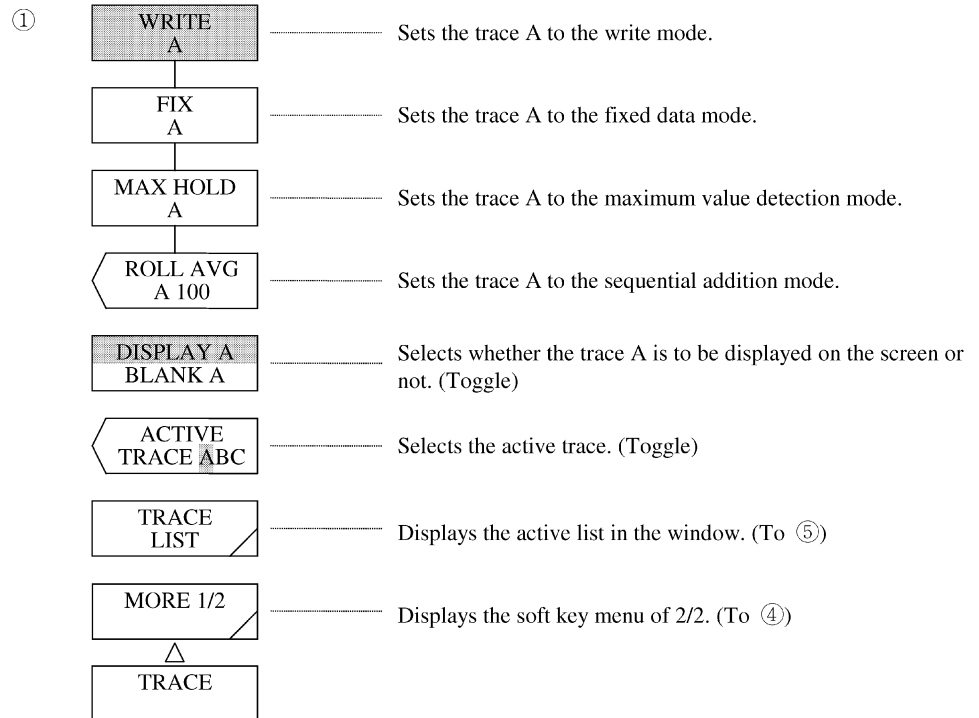 ①
WRITE
A
Sets the trace A to the write mode.
FIX
A
Sets the trace A to the fixed data mode.
MAX HOLD
A
Sets the trace A to the maximum value detection mode.
ROLL AVG
A 100
Sets the trace A to the sequential addition mode.
DISPLAY A
BLANK A
Selects whether the trace A is to be displayed on the screen or
not. (Toggle)
ACTIVE
TRACE ABC
Selects the active trace. (Toggle)
TRACE
LIST
Displays the active list in the window. (To ⑤)
MORE 1/2
Displays the soft key menu of 2/2. (To ④)
TRACE